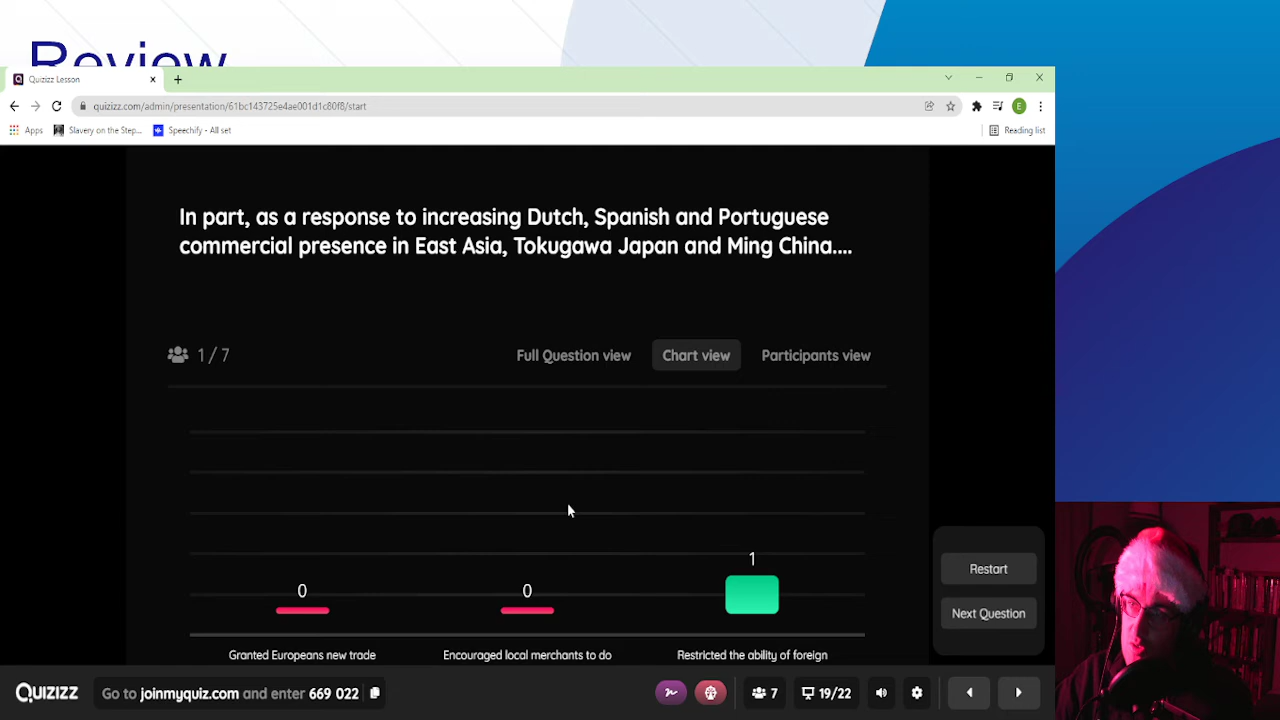 Review
Quizizz Lesson
quizizz.com/admin/presentation/61bc143725e4ae001d1c80f8/start
Apps
Slavery on the Step...
Speechify - All set
Reading list
In part, as a response to increasing Dutch, Spanish and Portuguese
commercial presence in East Asia, Tokugawa Japan and Ming China....
1 / 7
Full Question view
Chart view
Participants view
0
0
1
Granted Europeans new trade
Encouraged local merchants to do
Restricted the ability of foreign
Restart
Next Question
Quizizz
Go to joinmyquiz.com and enter 669 022
7
19/22